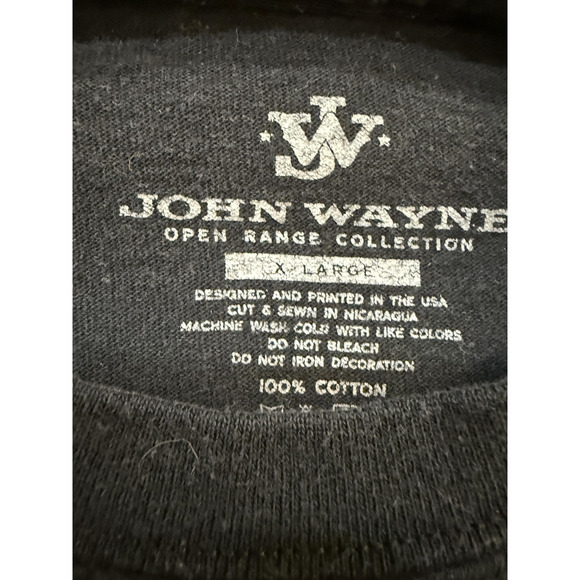 JW
JOHN WAYNE
OPEN RANGE COLLECTION
X-LARGE
DESIGNED AND PRINTED IN THE USA
CUT & SEWN IN NICARAGUA
MACHINE WASH COLD WITH LIKE COLORS
DO NOT BLEACH
DO NOT IRON DECORATION
100% COTTON